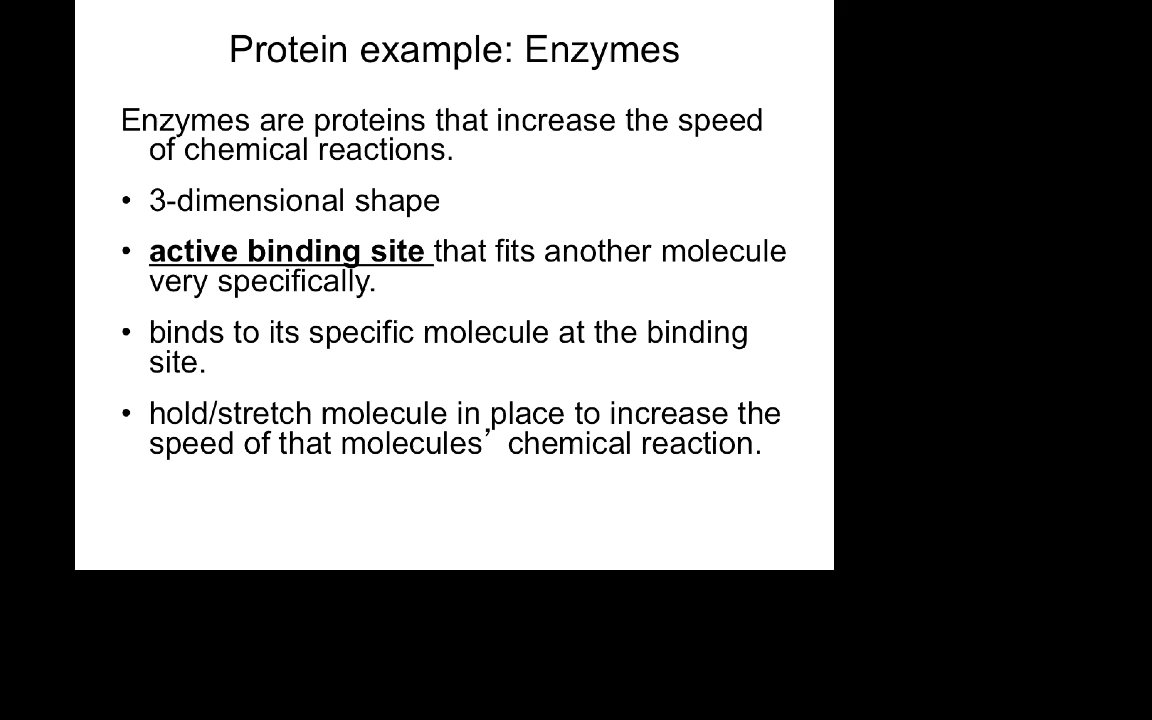 Protein example: Enzymes
Enzymes are proteins that increase the speed
of chemical reactions.
• 3-dimensional shape
• active binding site that fits another molecule
very specifically.
• binds to its specific molecule at the binding
site.
• hold/stretch molecule in place to increase the
speed of that molecules’ chemical reaction.